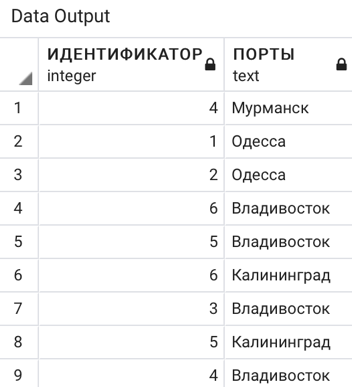 Data Output
ИДЕНТИФИКАТОР ПОРТЫ
integer text
1 4 Мурманск
2 1 Одесса
3 2 Одесса
4 6 Владивосток
5 5 Владивосток
6 6 Калининград
7 3 Владивосток
8 5 Калининград
9 4 Владивосток